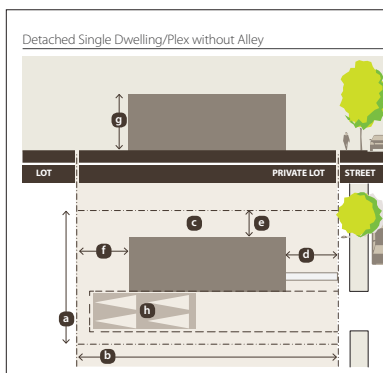 Detached Single Dwelling/Plex without Alley
g
LOT PRIVATE LOT STREET
c e
f d
h
a
b